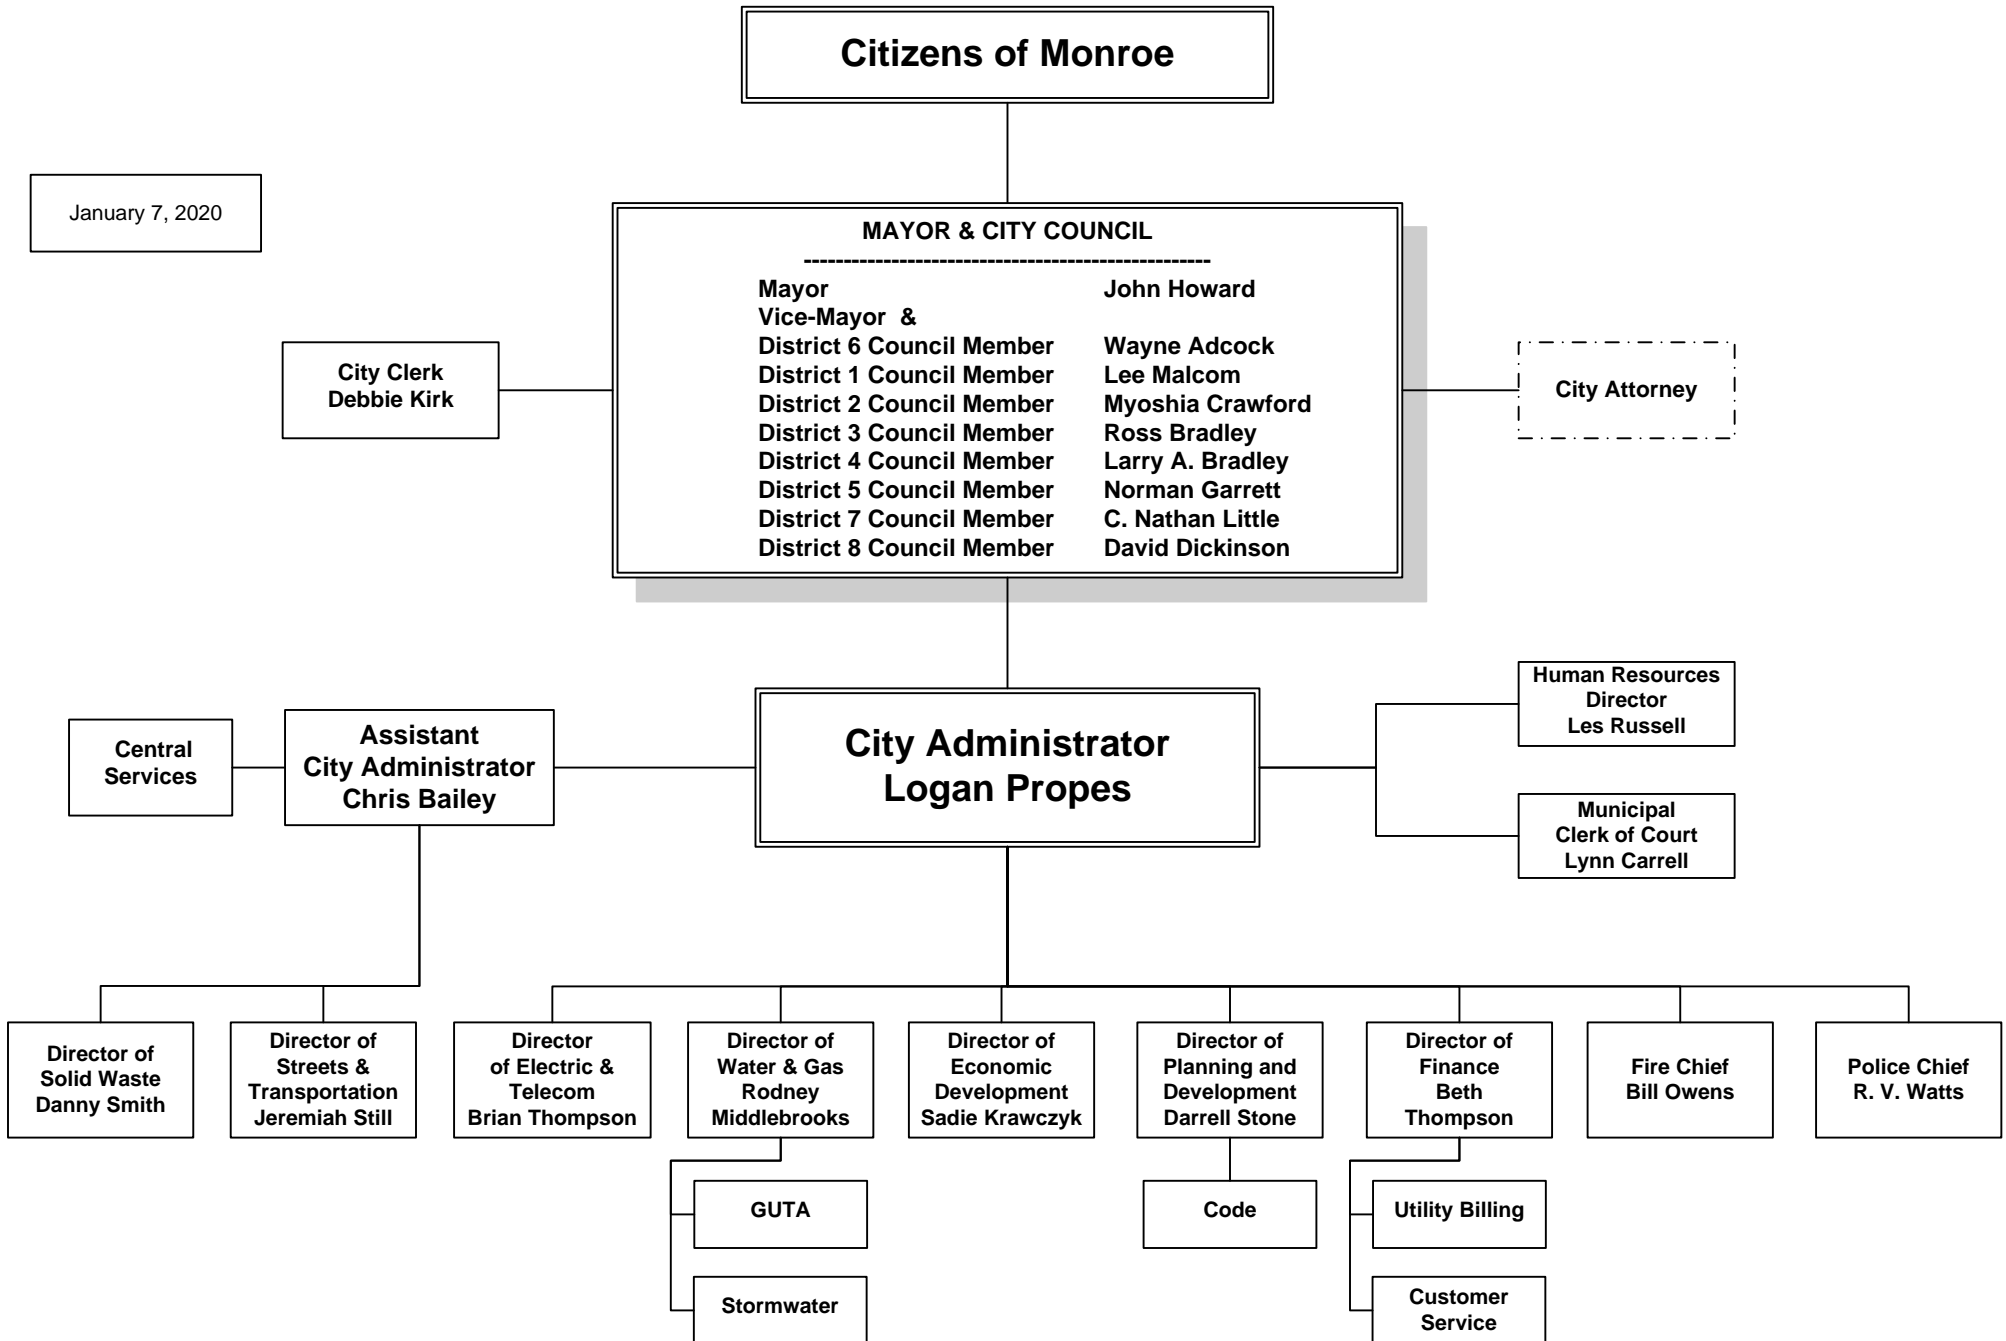 Citizens of Monroe
January 7, 2020
MAYOR & CITY COUNCIL
---------------------------------------------------
Mayor John Howard
Vice-Mayor &
District 6 Council Member Wayne Adcock
District 1 Council Member Lee Malcom
District 2 Council Member Myoshia Crawford
District 3 Council Member Ross Bradley
District 4 Council Member Larry A. Bradley
District 5 Council Member Norman Garrett
District 7 Council Member C. Nathan Little
District 8 Council Member David Dickinson
City Clerk
Debbie Kirk
City Attorney
Central
Services
Assistant
City Administrator
Chris Bailey
City Administrator
Logan Propes
Human Resources
Director
Les Russell
Municipal
Clerk of Court
Lynn Carrell
Director of
Solid Waste
Danny Smith
Director of
Streets &
Transportation
Jeremiah Still
Director
of Electric &
Telecom
Brian Thompson
Director of
Water & Gas
Rodney
Middlebrooks
Director of
Economic
Development
Sadie Krawczyk
Director of
Planning and
Development
Darrell Stone
Director of
Finance
Beth
Thompson
Fire Chief
Bill Owens
Police Chief
R. V. Watts
GUTA
Stormwater
Code
Utility Billing
Customer
Service